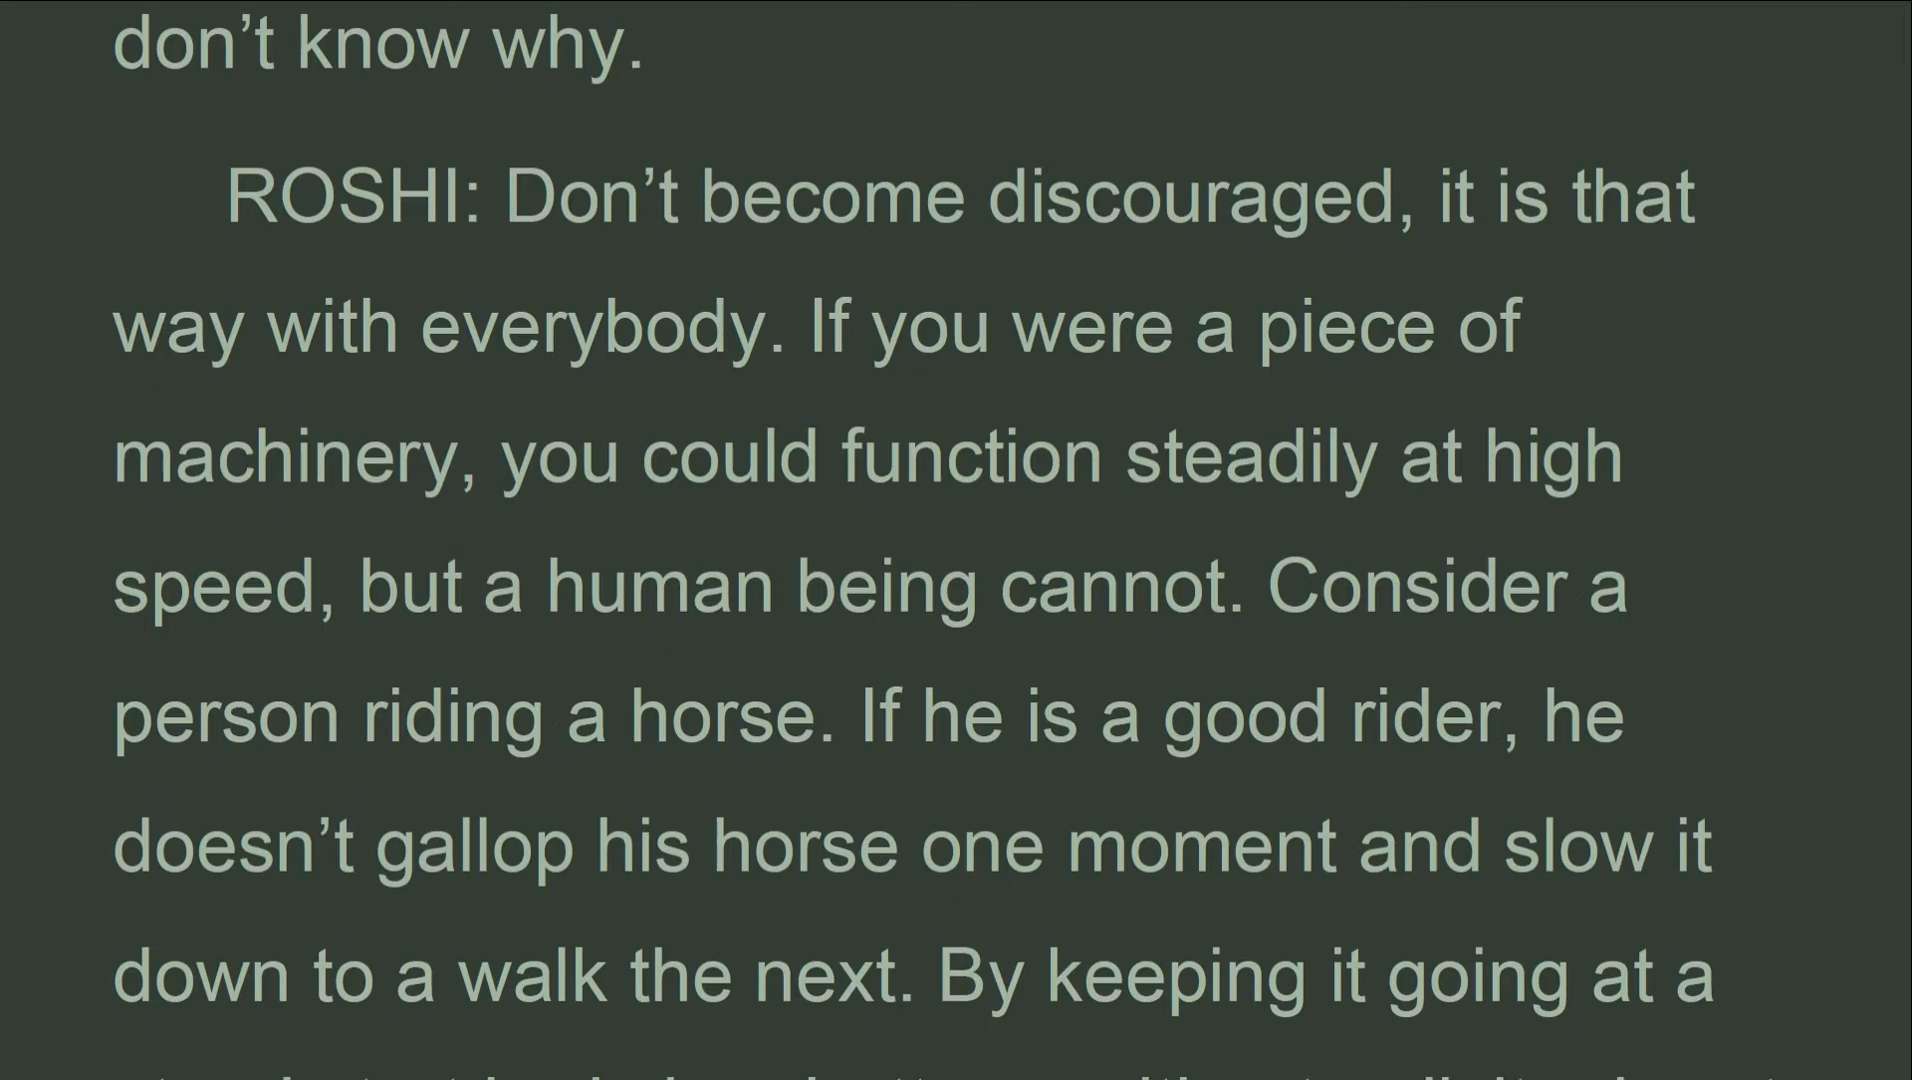 don’t know why.
ROSHI: Don’t become discouraged, it is that
way with everybody. If you were a piece of
machinery, you could function steadily at high
speed, but a human being cannot. Consider a
person riding a horse. If he is a good rider, he
doesn’t gallop his horse one moment and slow it
down to a walk the next. By keeping it going at a